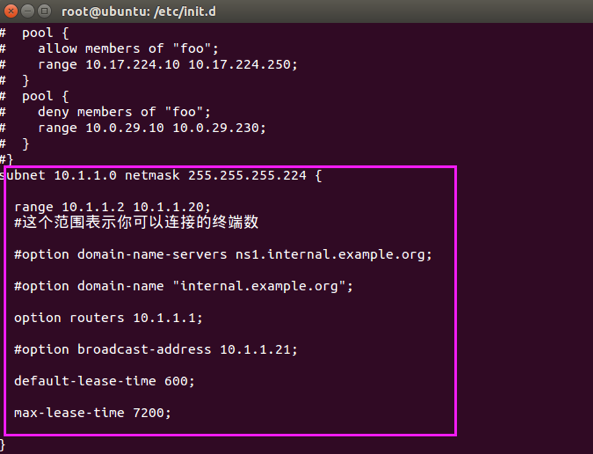 root@ubuntu: /etc/init.d
#  pool {
#    allow members of "foo";
#    range 10.17.224.10 10.17.224.250;
#  }
#  pool {
#    deny members of "foo";
#    range 10.0.29.10 10.0.29.230;
#  }
#}
subnet 10.1.1.0 netmask 255.255.255.224 {
range 10.1.1.2 10.1.1.20;
#这个范围表示你可以连接的终端数
#option domain-name-servers ns1.internal.example.org;
#option domain-name "internal.example.org";
option routers 10.1.1.1;
#option broadcast-address 10.1.1.21;
default-lease-time 600;
max-lease-time 7200;
}